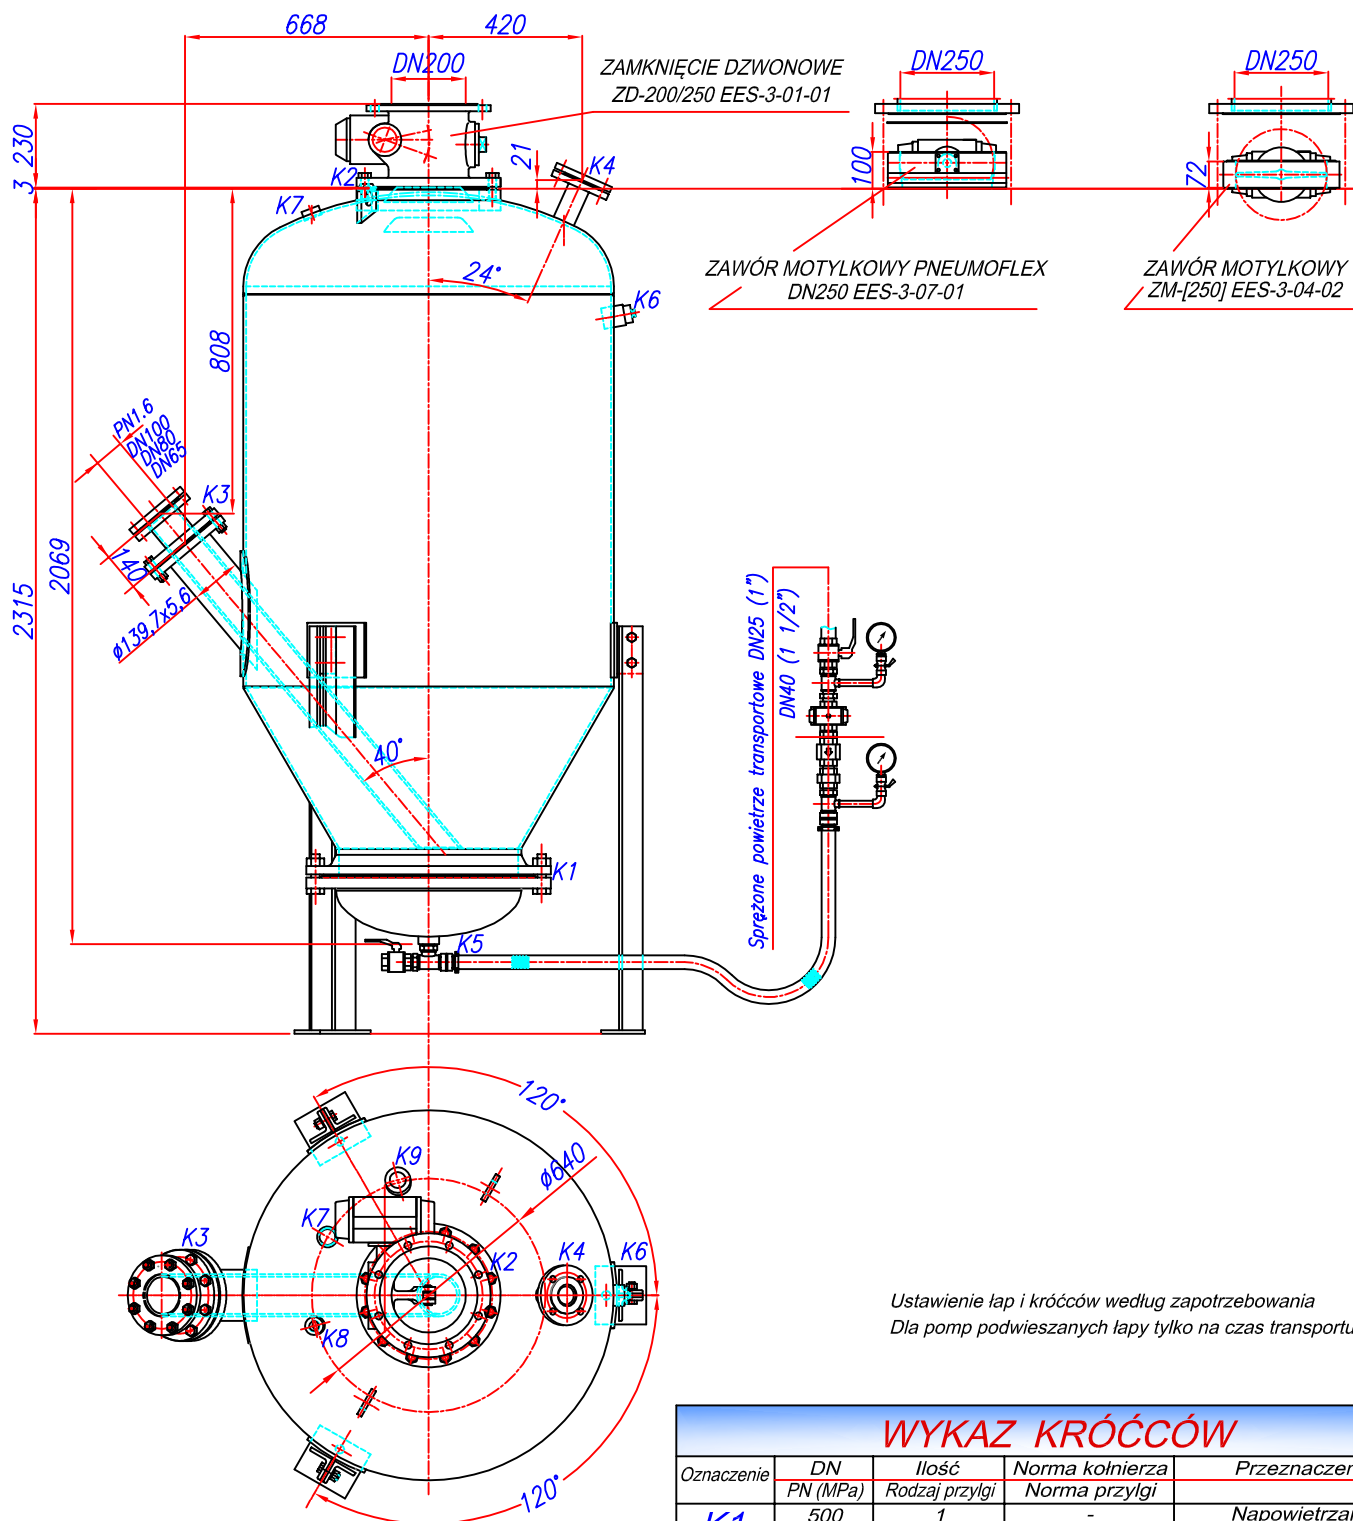 668
420
DN200
ZAMKNIĘCIE DZWONOWE
ZD-200/250 EES-3-01-01
DN250
DN250
230
3
21
100
72
K2
K4
K7
24°
ZAWÓR MOTYLKOWY PNEUMOFLEX
DN250 EES-3-07-01
ZAWÓR MOTYLKOWY
ZM-[250] EES-3-04-02
K6
808
PN1.6
DN100
DN80
DN65
K3
140
ø139,7x5,6
2069
2315
40°
Sprężone powietrze transportowe DN25 (1")
DN40 (1 1/2")
K1
K5
120°
K9
ø640
K7
K3
K2
K4
K6
K8
120°
Ustawienie łap i króćców według zapotrzebowania
Dla pomp podwieszanych łapy tylko na czas transportu
WYKAZ KRÓĆCÓW
Oznaczenie
DN
Ilość
Norma kołnierza
Przeznaczen
PN (MPa)
Rodzaj przylgi
Norma przylgi
K1
500
1
-
Napowietrzan